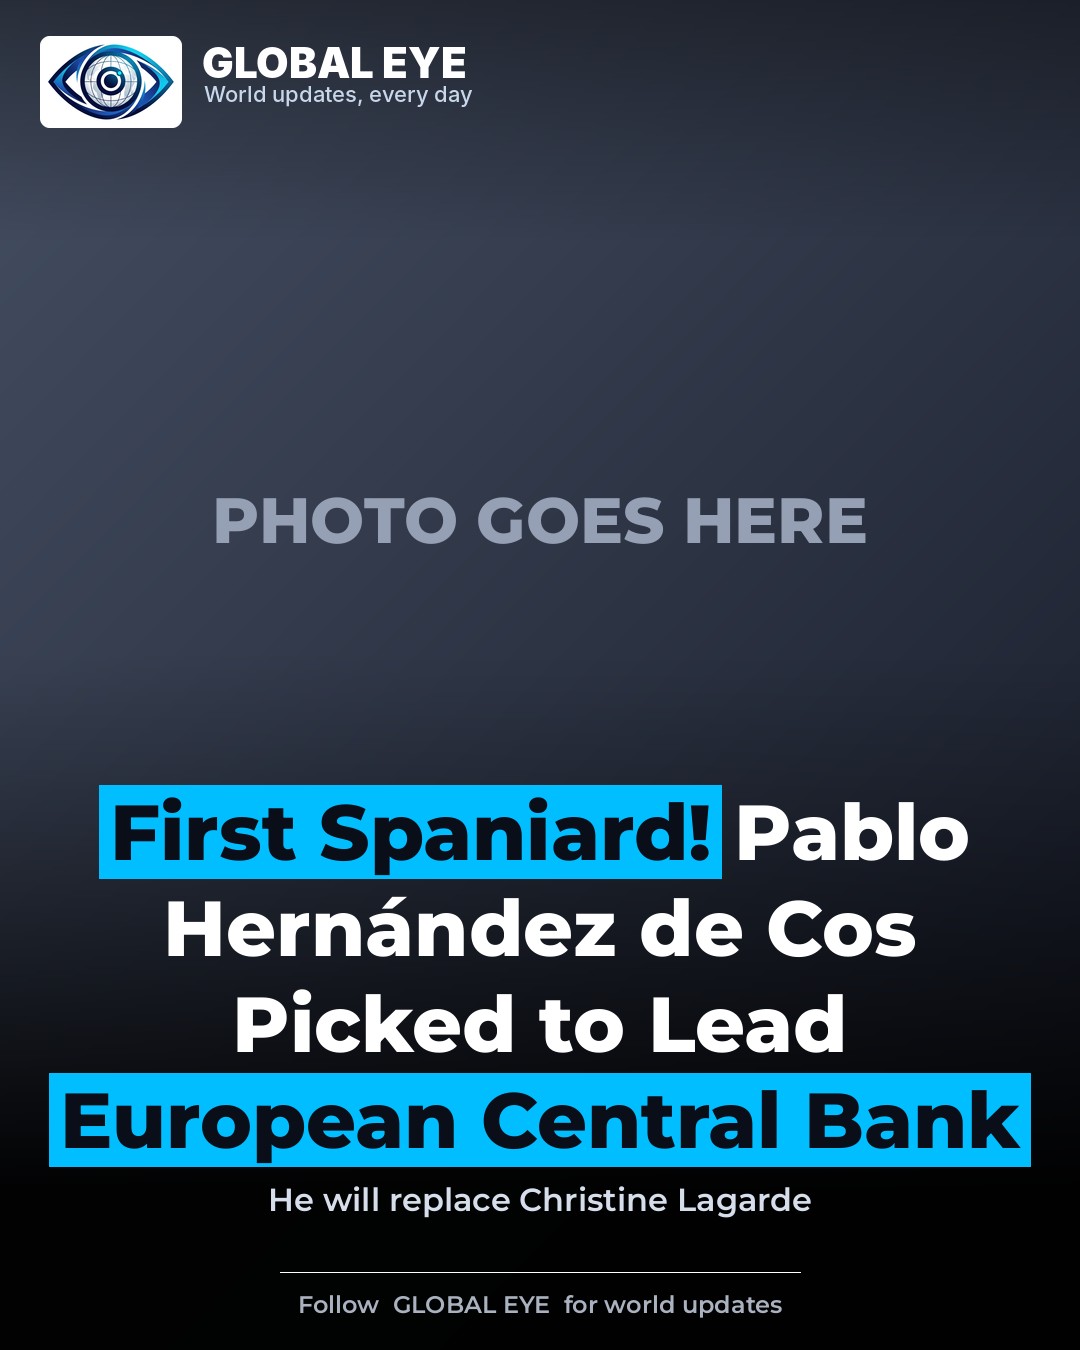 GLOBAL EYE
World updates, every day
PHOTO GOES HERE
First Spaniard! Pablo
Hernández de Cos
Picked to Lead
European Central Bank
He will replace Christine Lagarde
Follow GLOBAL EYE for world updates